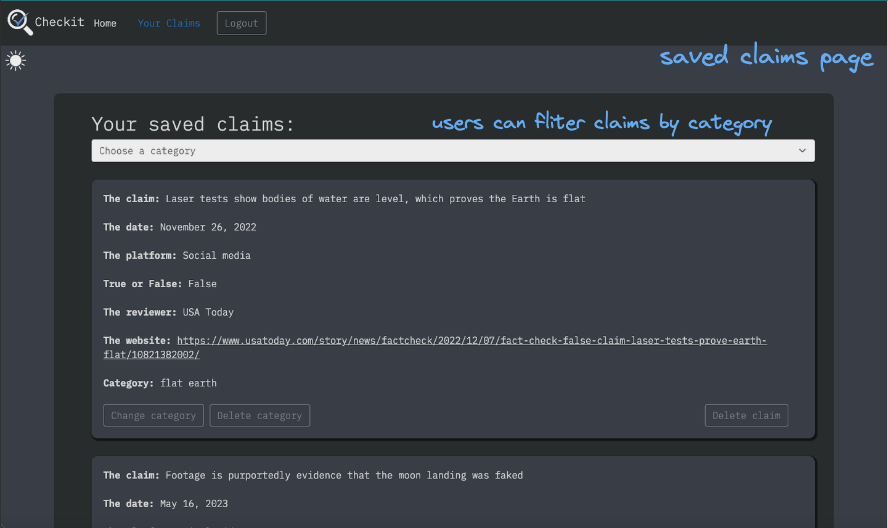 Checkit Home Your Claims Logout
saved claims page
Your saved claims:
users can fliter claims by category
Choose a category
The claim: Laser tests show bodies of water are level, which proves the Earth is flat
The date: November 26, 2022
The platform: Social media
True or False: False
The reviewer: USA Today
The website: https://www.usatoday.com/story/news/factcheck/2022/12/07/fact-check-false-claim-laser-tests-prove-earth-
flat/10821382002/
Category: flat earth
Change category Delete category Delete claim
The claim: Footage is purportedly evidence that the moon landing was faked
The date: May 16, 2023